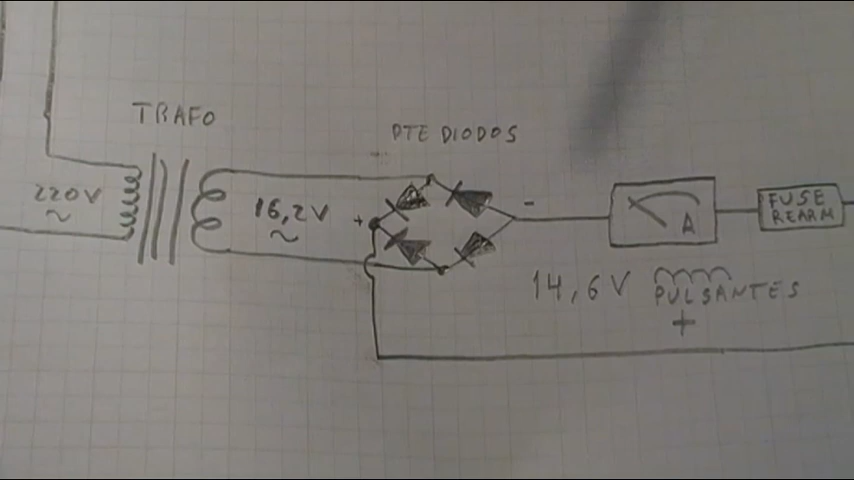 TRAFO
PTE DIODOS
220V
~
16,2V
~
+
-
A
FUSE
REARM
14,6V PULSANTES
+